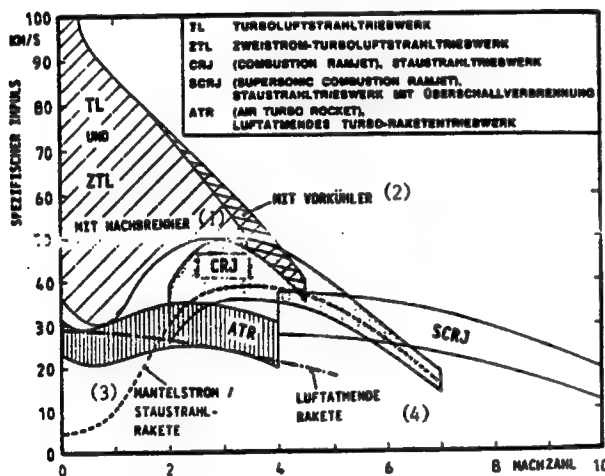 KM/S
100
90
80
70
60
50
40
30
20
10
0
SPEZIFISCHER IMPULS
TL TURBOLUFTSTRAHLTRIEBWERK
ZTL ZWEISTROM-TURBOLUFTSTRAHLTRIEBWERK
CRJ (COMBUSTION RAMJET), STAUSTRAHLTRIEBWERK
SCRJ (SUPERSONIC COMBUSTION RAMJET),
STAUSTRAHLTRIEBWERK MIT ÜBERSCHALLVERBRENNUNG
ATR (AIR TURBO ROCKET),
LUFTATMENDES TURBO-RAKETENTRIEBWERK
TL
UND
ZTL
MIT NACHBRENNER (1)
MIT VORKÜHLER (2)
CRJ
ATR
SCRJ
(3) MANTELSTROM/
STAUSTRAHL-
RAKETE
LUFTATMENDE
RAKETE
(4)
0 2 4 6 8 10
MACHZAHL